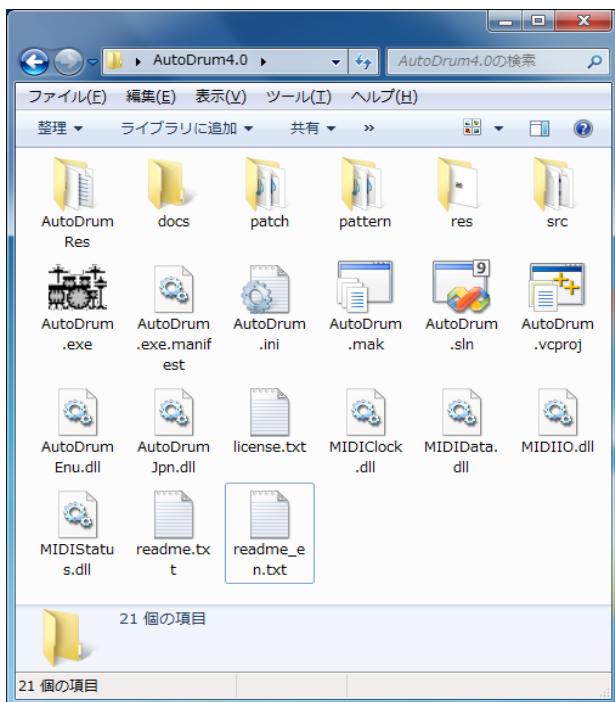 AutoDrum4.0
AutoDrum4.0の検索
ファイル(F) 編集(E) 表示(V) ツール(T) ヘルプ(H)
整理 ライブラリに追加 共有 »
AutoDrum
Res
docs
patch
pattern
res
src
AutoDrum
.exe
AutoDrum
.exe.manif
est
AutoDrum
.ini
AutoDrum
.mak
9
AutoDrum
.sln
AutoDrum
.vcproj
AutoDrum
Enu.dll
AutoDrum
Jpn.dll
license.txt
MIDIClock
.dll
MIDIData.
dll
MIDIIO.dll
MIDIStatu
s.dll
readme.tx
t
readme_e
n.txt
21 個の項目
21 個の項目